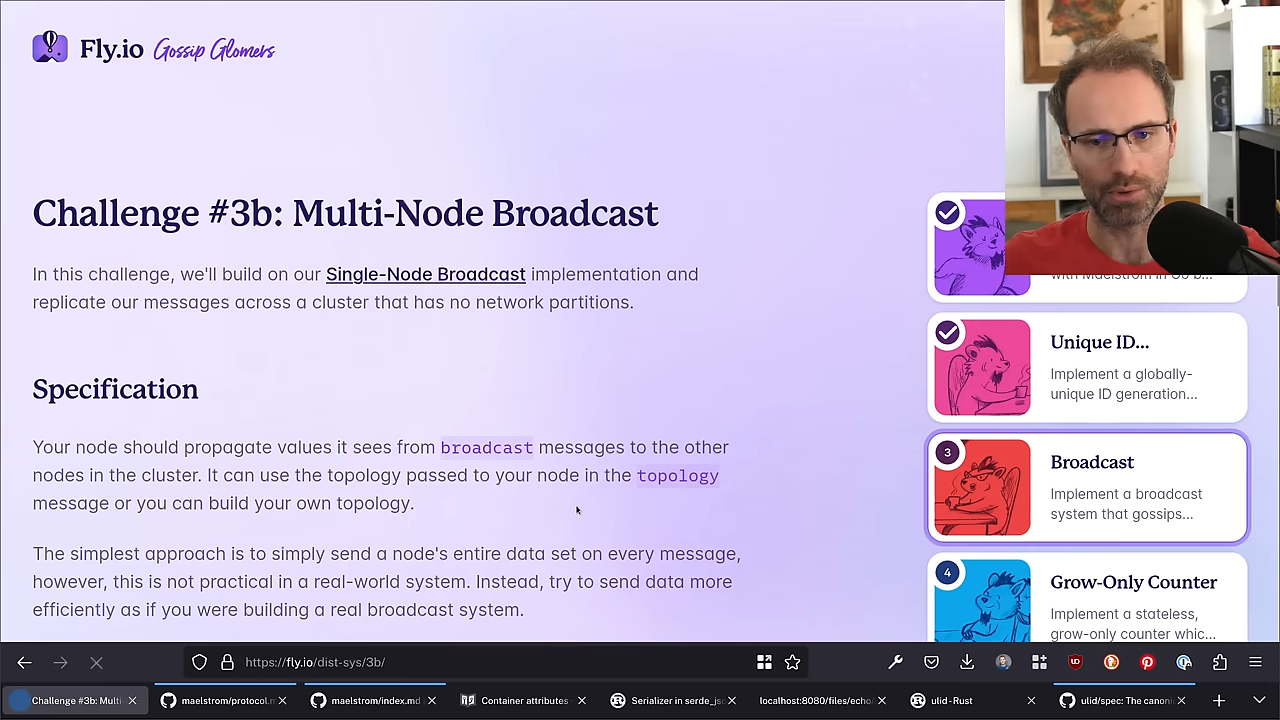 Fly.io Gossip Glomers
Challenge #3b: Multi-Node Broadcast
In this challenge, we'll build on our Single-Node Broadcast implementation and
replicate our messages across a cluster that has no network partitions.
Specification
Your node should propagate values it sees from broadcast messages to the other
nodes in the cluster. It can use the topology passed to your node in the topology
message or you can build your own topology.
The simplest approach is to simply send a node's entire data set on every message,
however, this is not practical in a real-world system. Instead, try to send data more
efficiently as if you were building a real broadcast system.
with Maelstrom in Go b...
Unique ID...
Implement a globally-
unique ID generation...
3
Broadcast
Implement a broadcast
system that gossips...
4
Grow-Only Counter
Implement a stateless,
grow-only counter whic...
https://fly.io/dist-sys/3b/
Challenge #3b: Multi-
maelstrom/protocol.m
maelstrom/index.md
Container attributes
Serializer in serde_jso
localhost:8080/files/echo
ulid - Rust
ulid/spec: The canoni